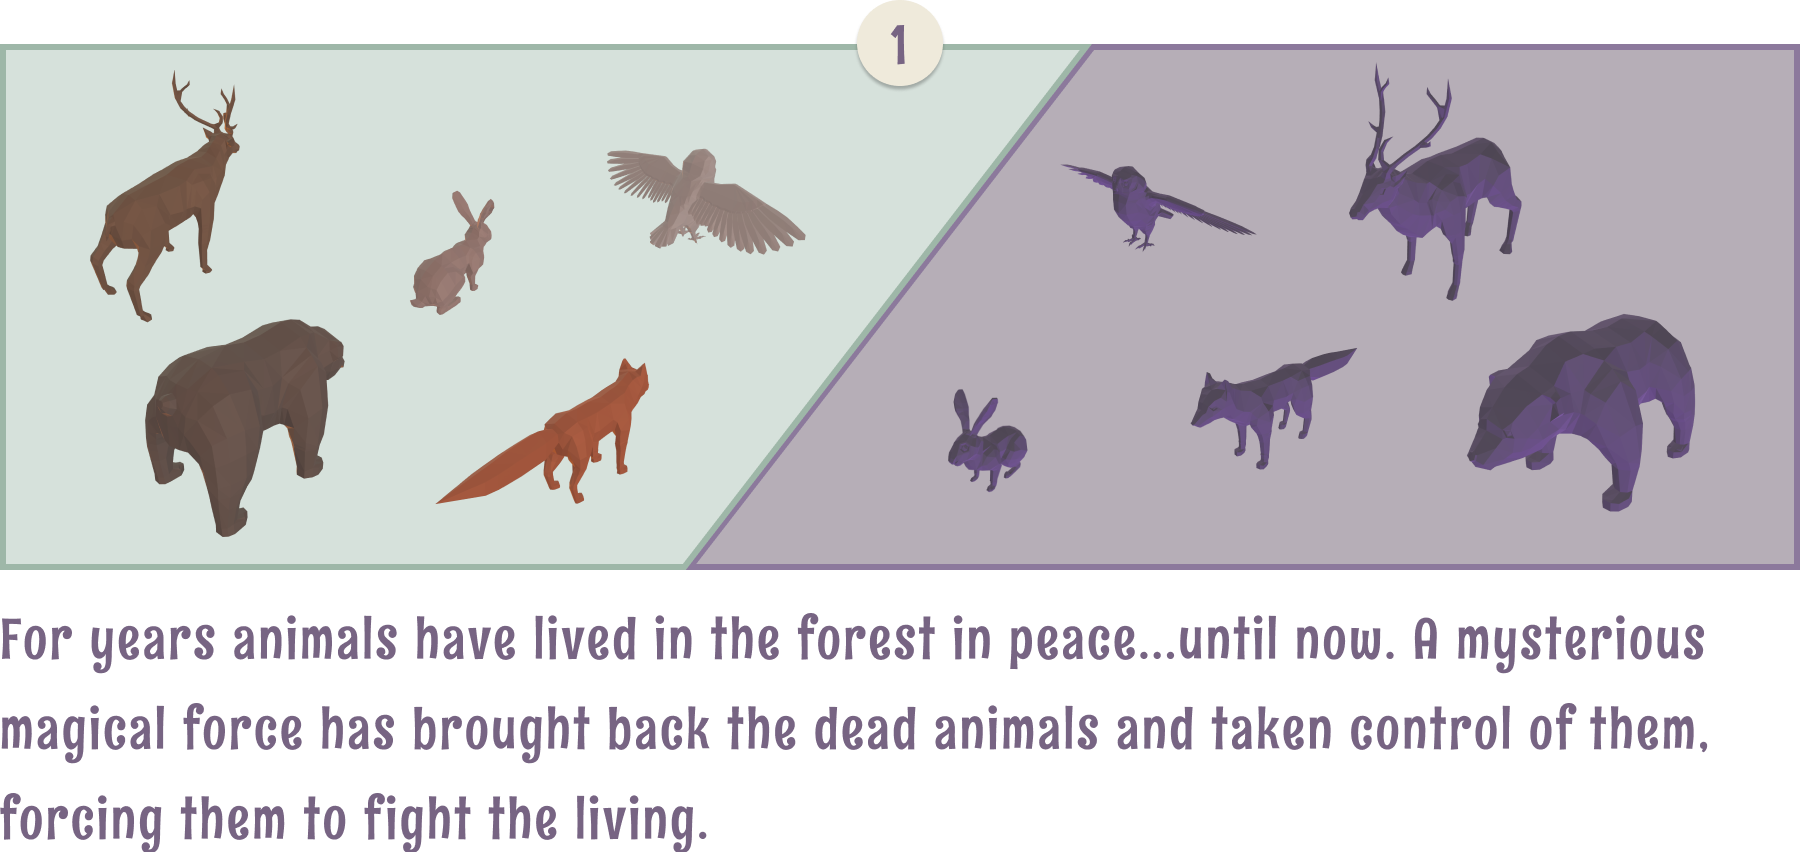 1
For years animals have lived in the forest in peace...until now. A mysterious
magical force has brought back the dead animals and taken control of them,
forcing them to fight the living.